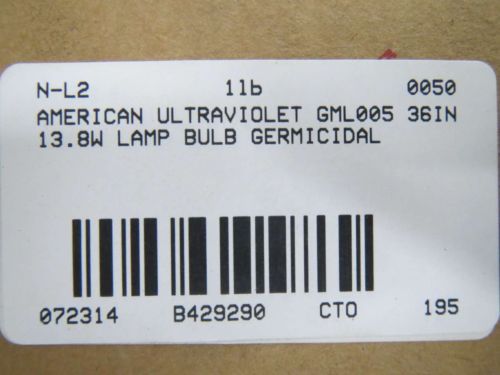 N-L2 1lb 0050
AMERICAN ULTRAVIOLET GML005 36IN
13.8W LAMP BULB GERMICIDAL
072314 B429290 CTO 195